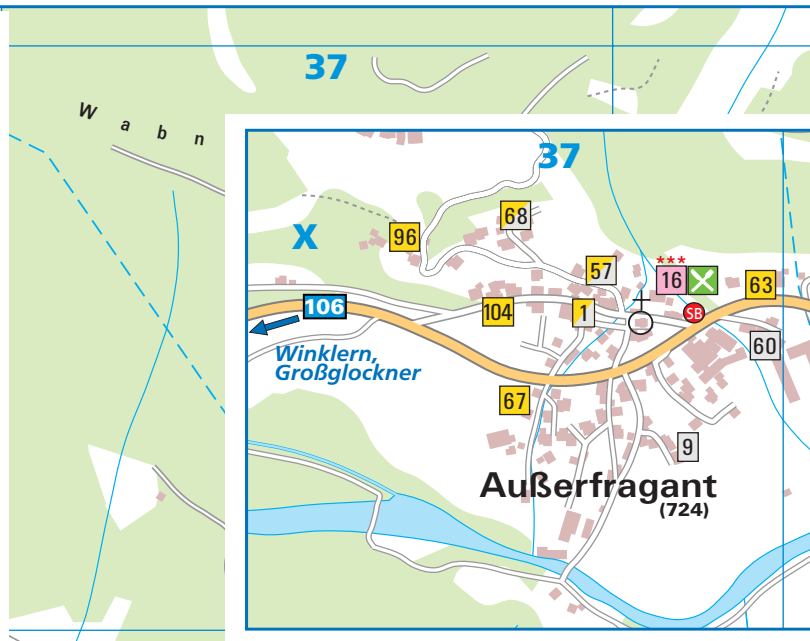 37
W a b n
37
X
68
96
57
***
16
63
106
104
1
SB
60
Winklern,
Großglockner
67
9
Außerfragant
(724)